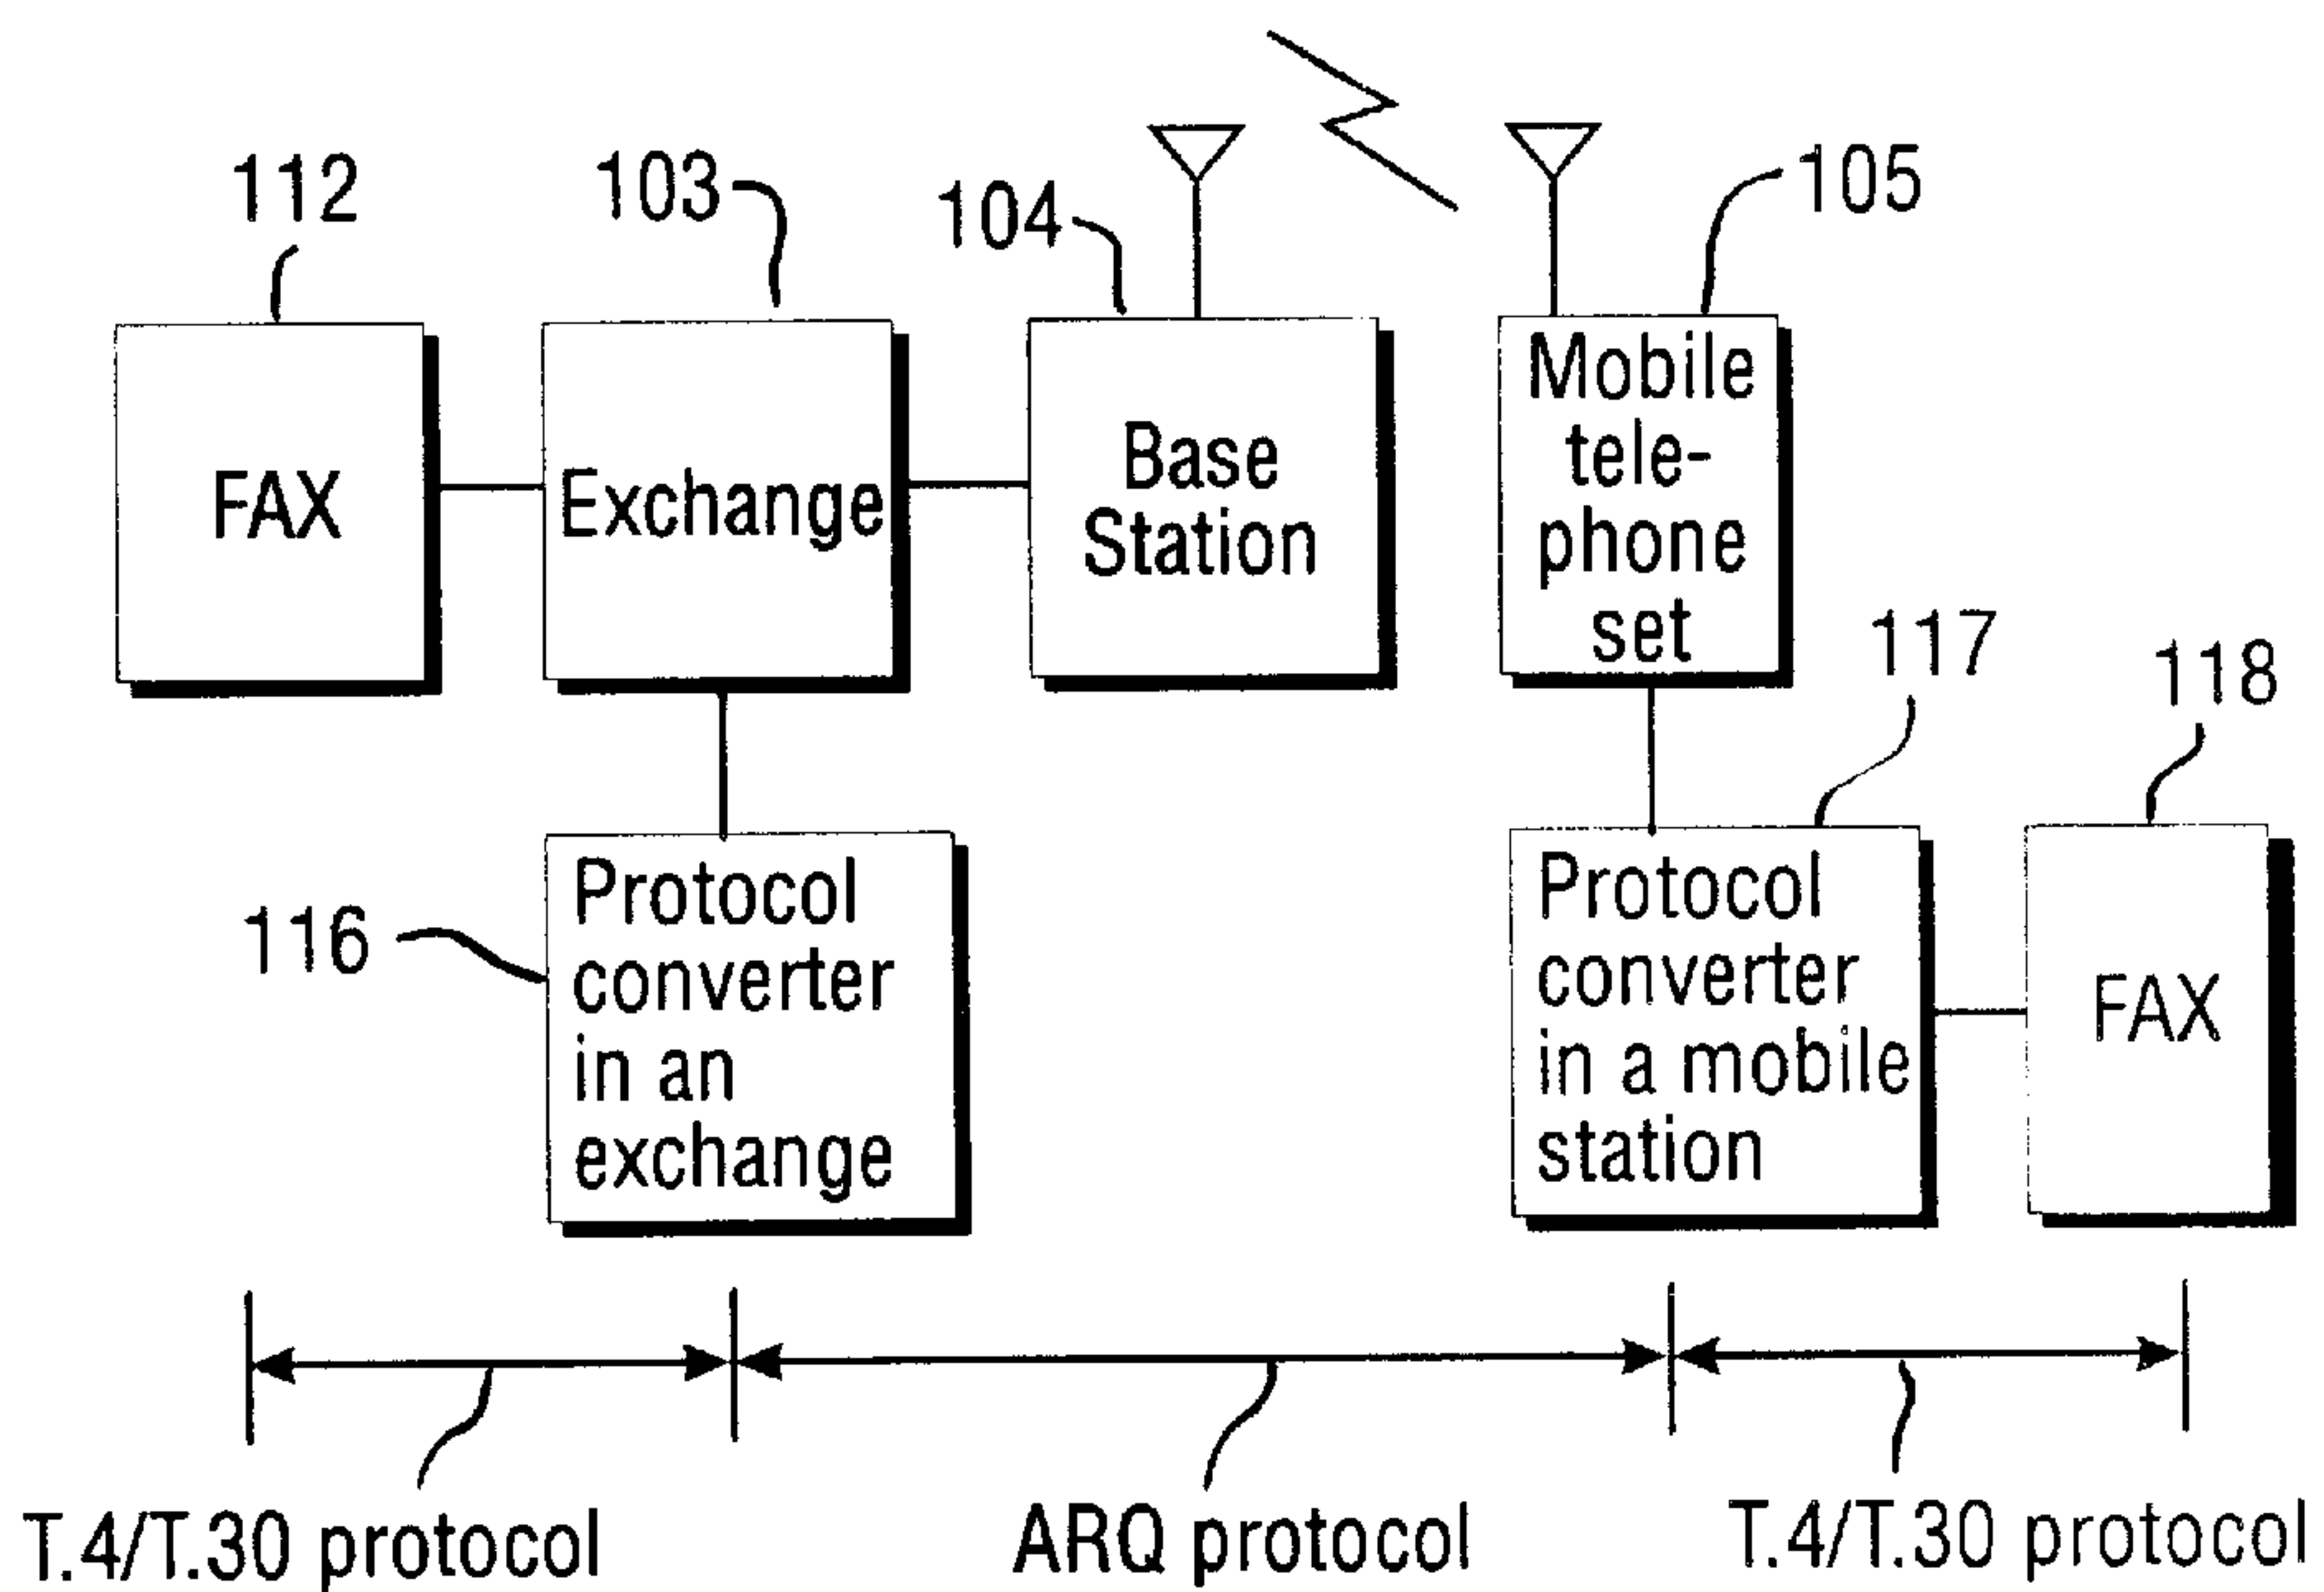 112
103
104
105
FAX
Exchange
Base
Station
Mobile
tele-
phone
set
117
118
116
Protocol
converter
in an
exchange
Protocol
converter
in a mobile
station
FAX
T.4/T.30 protocol
ARQ protocol
T.4/T.30 protocol